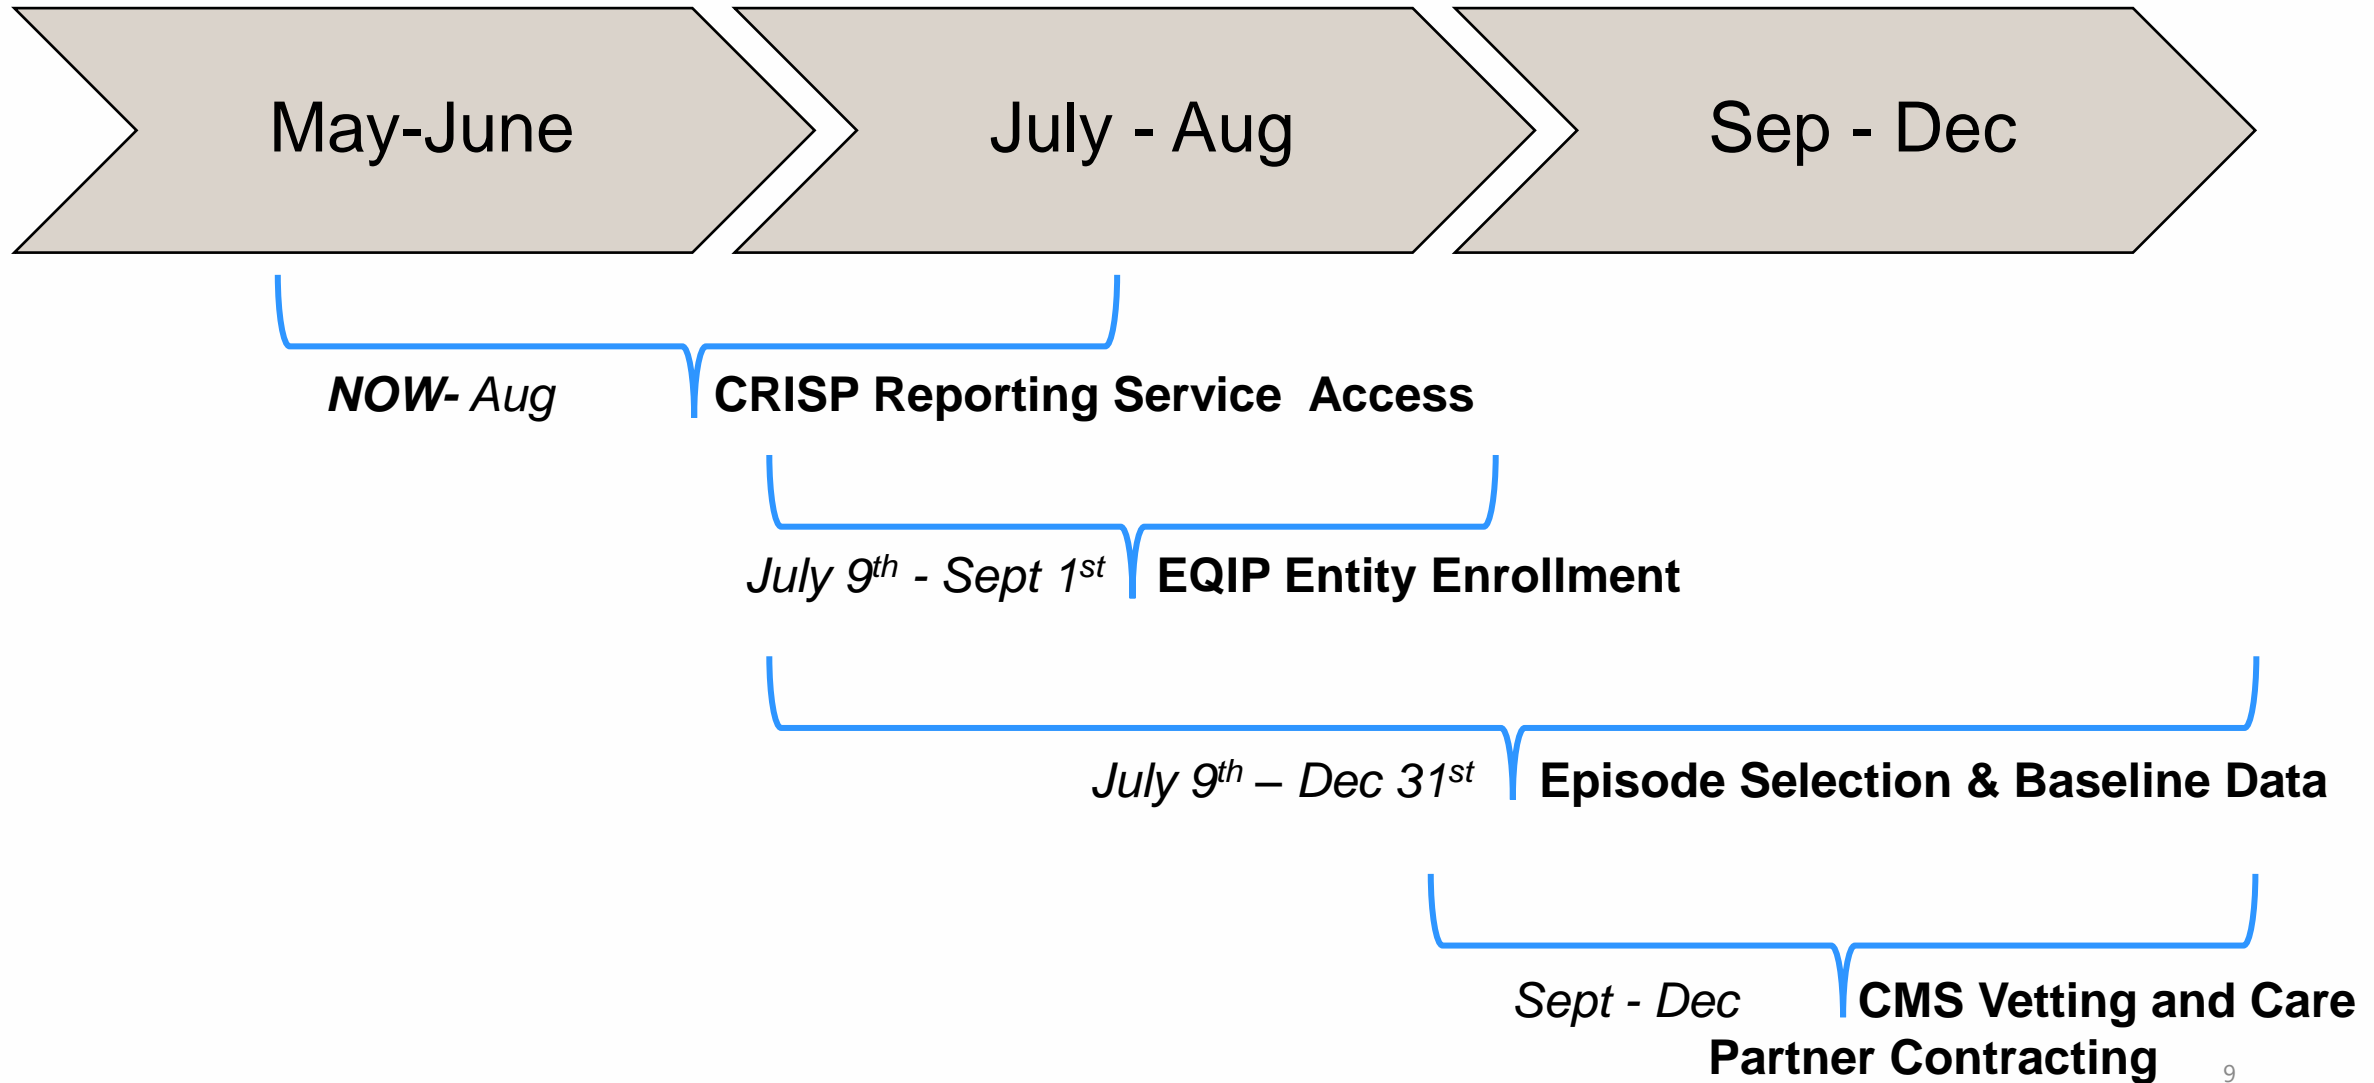 May-June
July - Aug
Sep - Dec
NOW- Aug
CRISP Reporting Service  Access
July 9th - Sept 1st
EQIP Entity Enrollment
July 9th – Dec 31st
Episode Selection & Baseline Data
Sept - Dec
CMS Vetting and Care
Partner Contracting
9